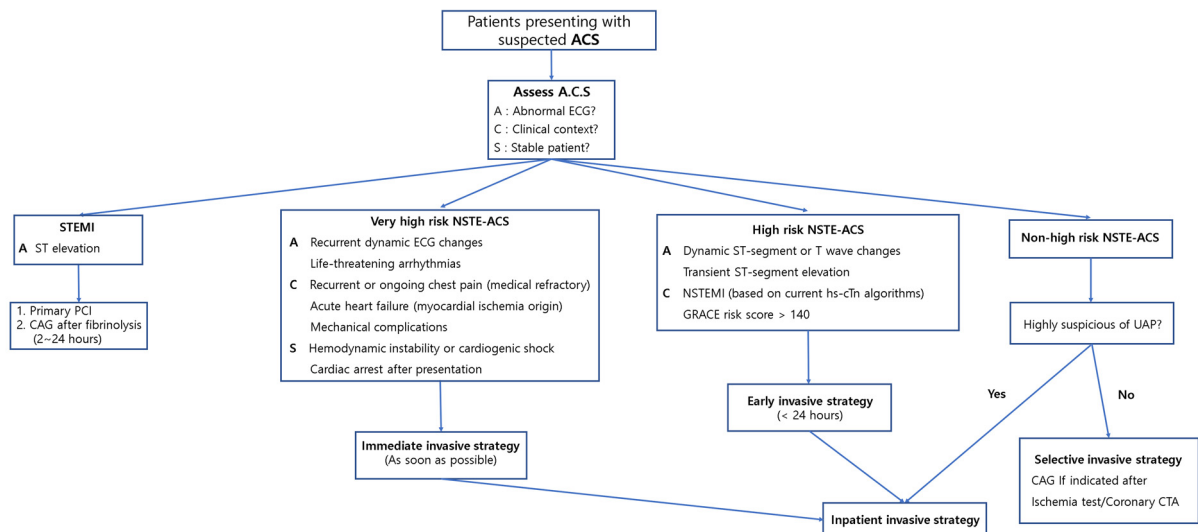 Patients presenting with
suspected ACS
Assess A.C.S
A : Abnormal ECG?
C : Clinical context?
S : Stable patient?
STEMI
A ST elevation
1. Primary PCI
2. CAG after fibrinolysis
(2~24 hours)
Very high risk NSTE-ACS
A Recurrent dynamic ECG changes
Life-threatening arrhythmias
C Recurrent or ongoing chest pain (medical refractory)
Acute heart failure (myocardial ischemia origin)
Mechanical complications
S Hemodynamic instability or cardiogenic shock
Cardiac arrest after presentation
Immediate invasive strategy
(As soon as possible)
High risk NSTE-ACS
A Dynamic ST-segment or T wave changes
Transient ST-segment elevation
C NSTEMI (based on current hs-cTn algorithms)
GRACE risk score > 140
Early invasive strategy
(< 24 hours)
Non-high risk NSTE-ACS
Highly suspicious of UAP?
Yes
No
Selective invasive strategy
CAG If indicated after
Ischemia test/Coronary CTA
Inpatient invasive strategy